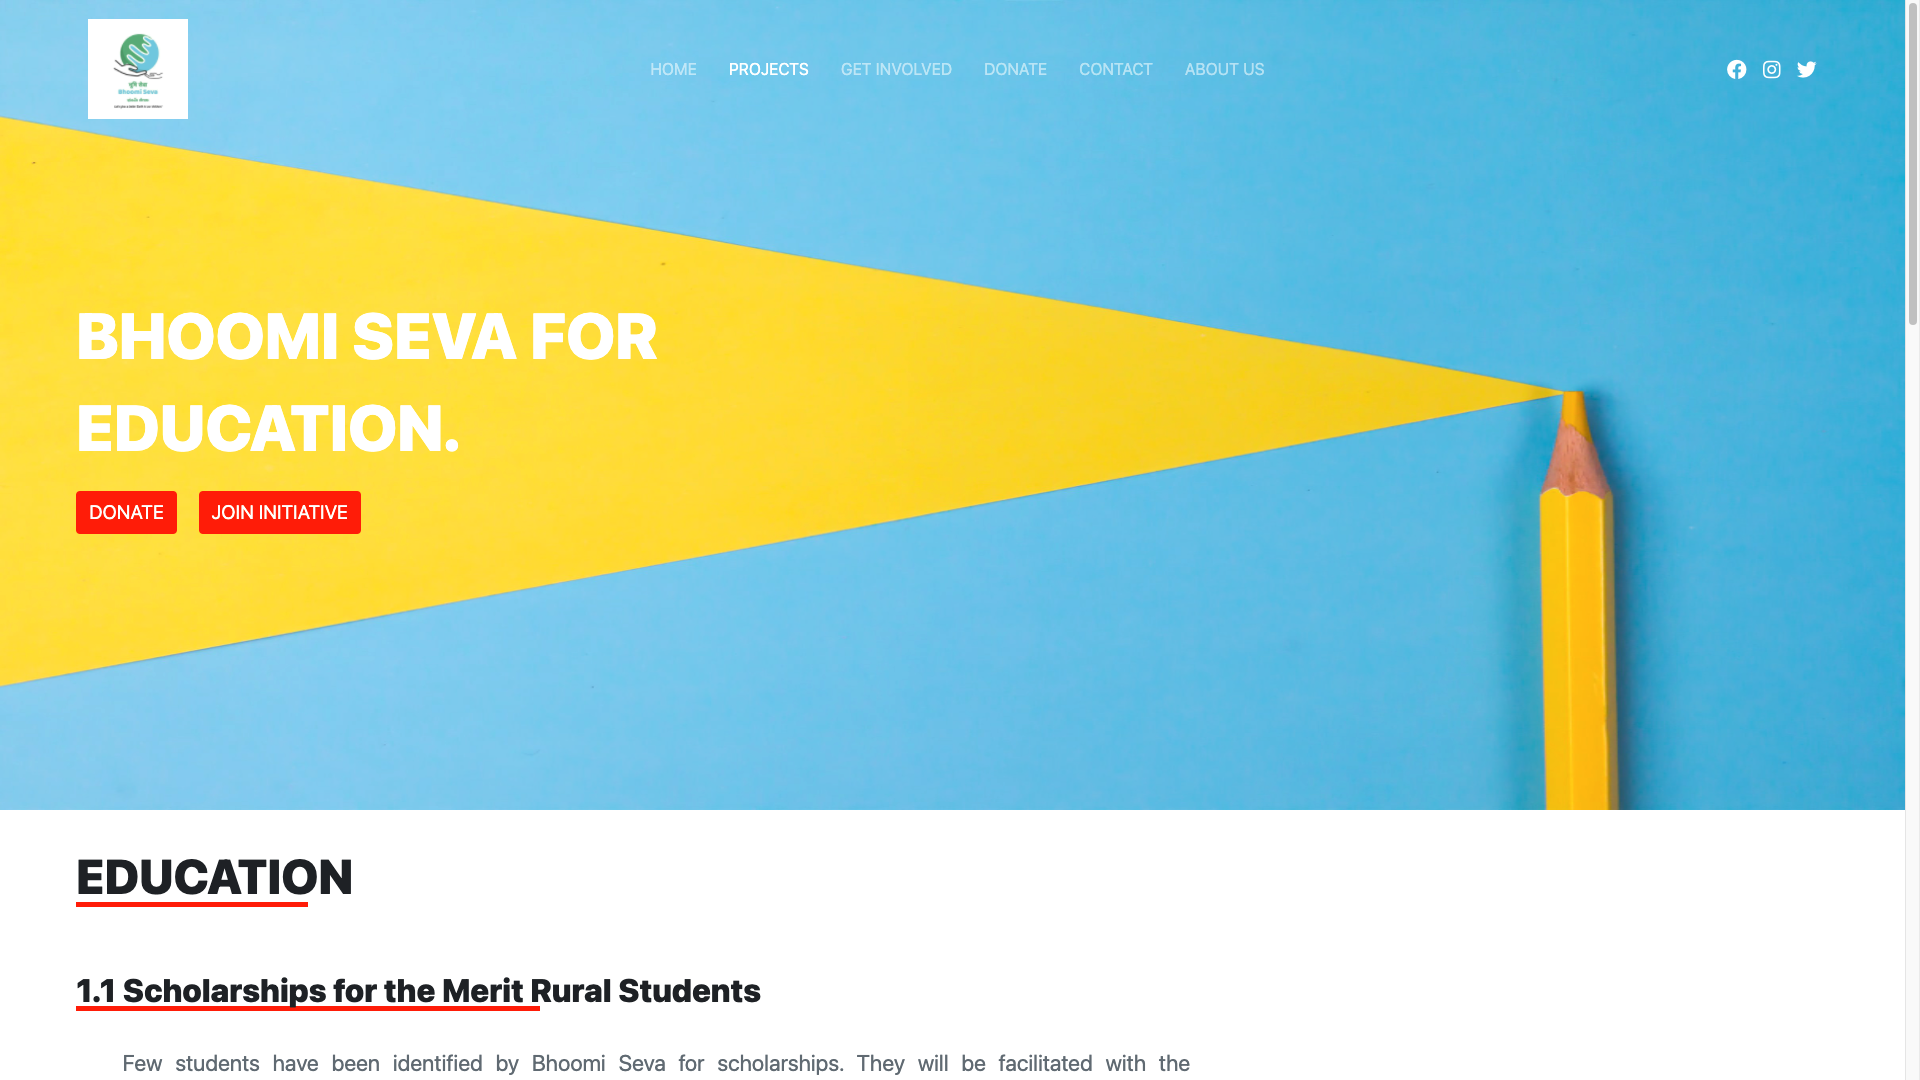 भूमि सेवा
Bhoomi Seva
HOME
PROJECTS
GET INVOLVED
DONATE
CONTACT
ABOUT US
BHOOMI SEVA FOR
EDUCATION.
DONATE
JOIN INITIATIVE
EDUCATION
1.1 Scholarships for the Merit Rural Students
Few students have been identified by Bhoomi Seva for scholarships. They will be facilitated with the